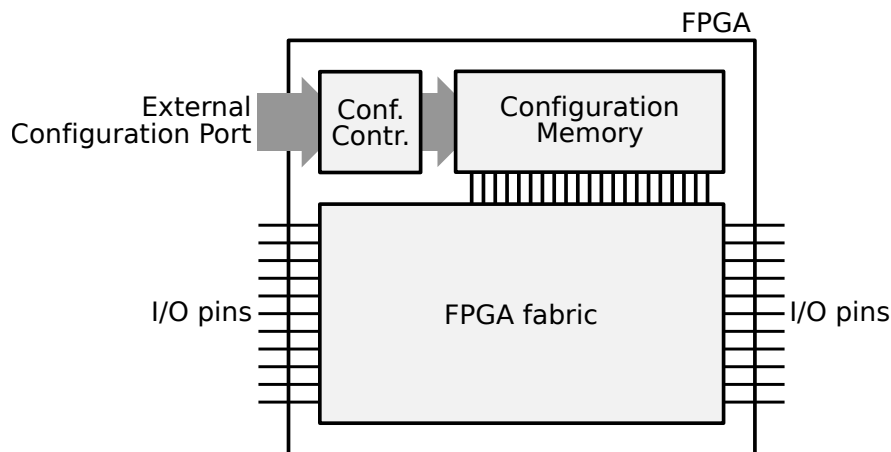 FPGA
External
Configuration Port
Conf.
Contr.
Configuration
Memory
I/O pins
FPGA fabric
I/O pins